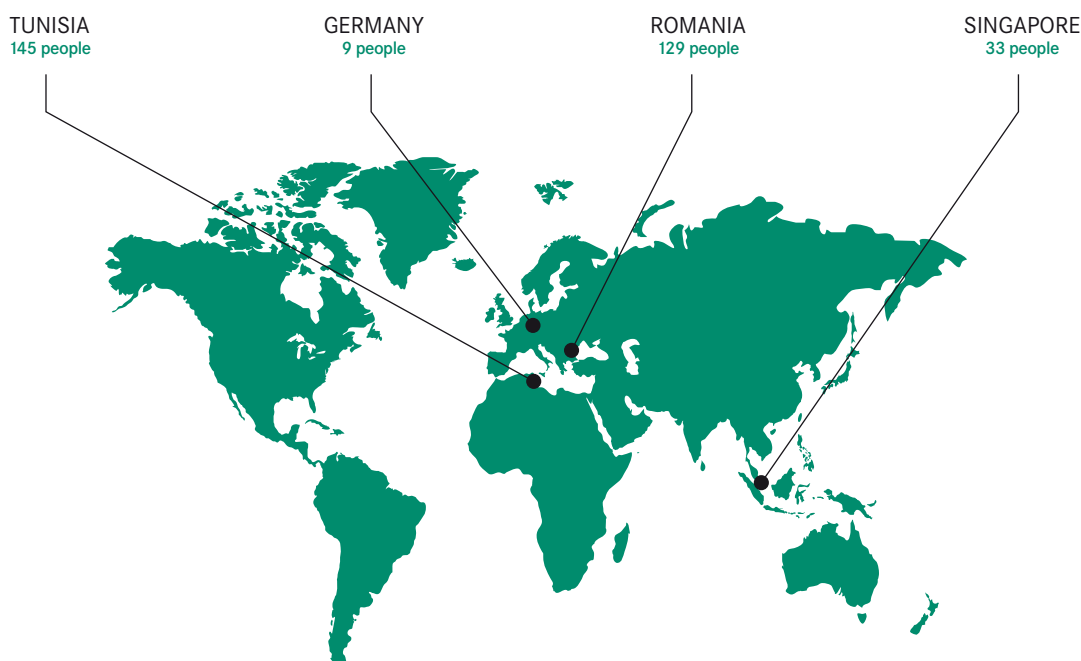 TUNISIA
145 people
GERMANY
9 people
ROMANIA
129 people
SINGAPORE
33 people